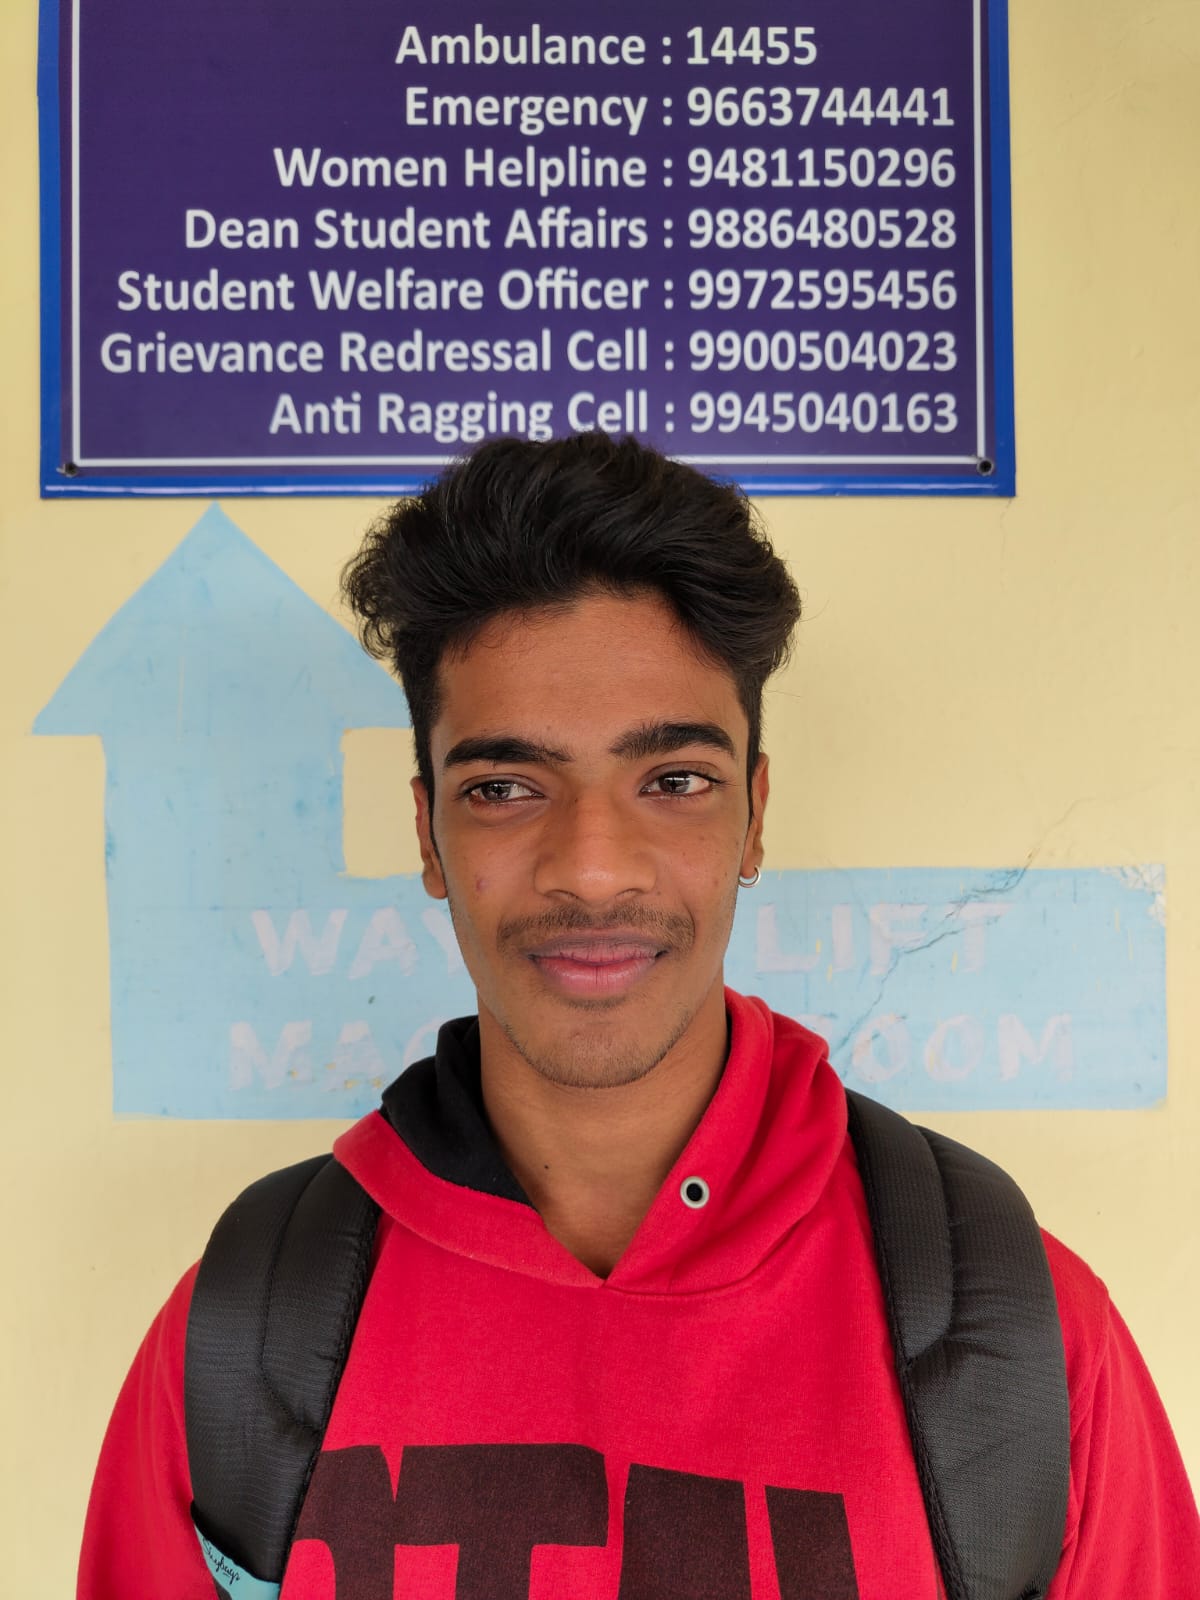 Ambulance : 14455
Emergency : 9663744441
Women Helpline : 9481150296
Dean Student Affairs : 9886480528
Student Welfare Officer : 9972595456
Grievance Redressal Cell : 9900504023
Anti Ragging Cell : 9945040163
WAY LIFT